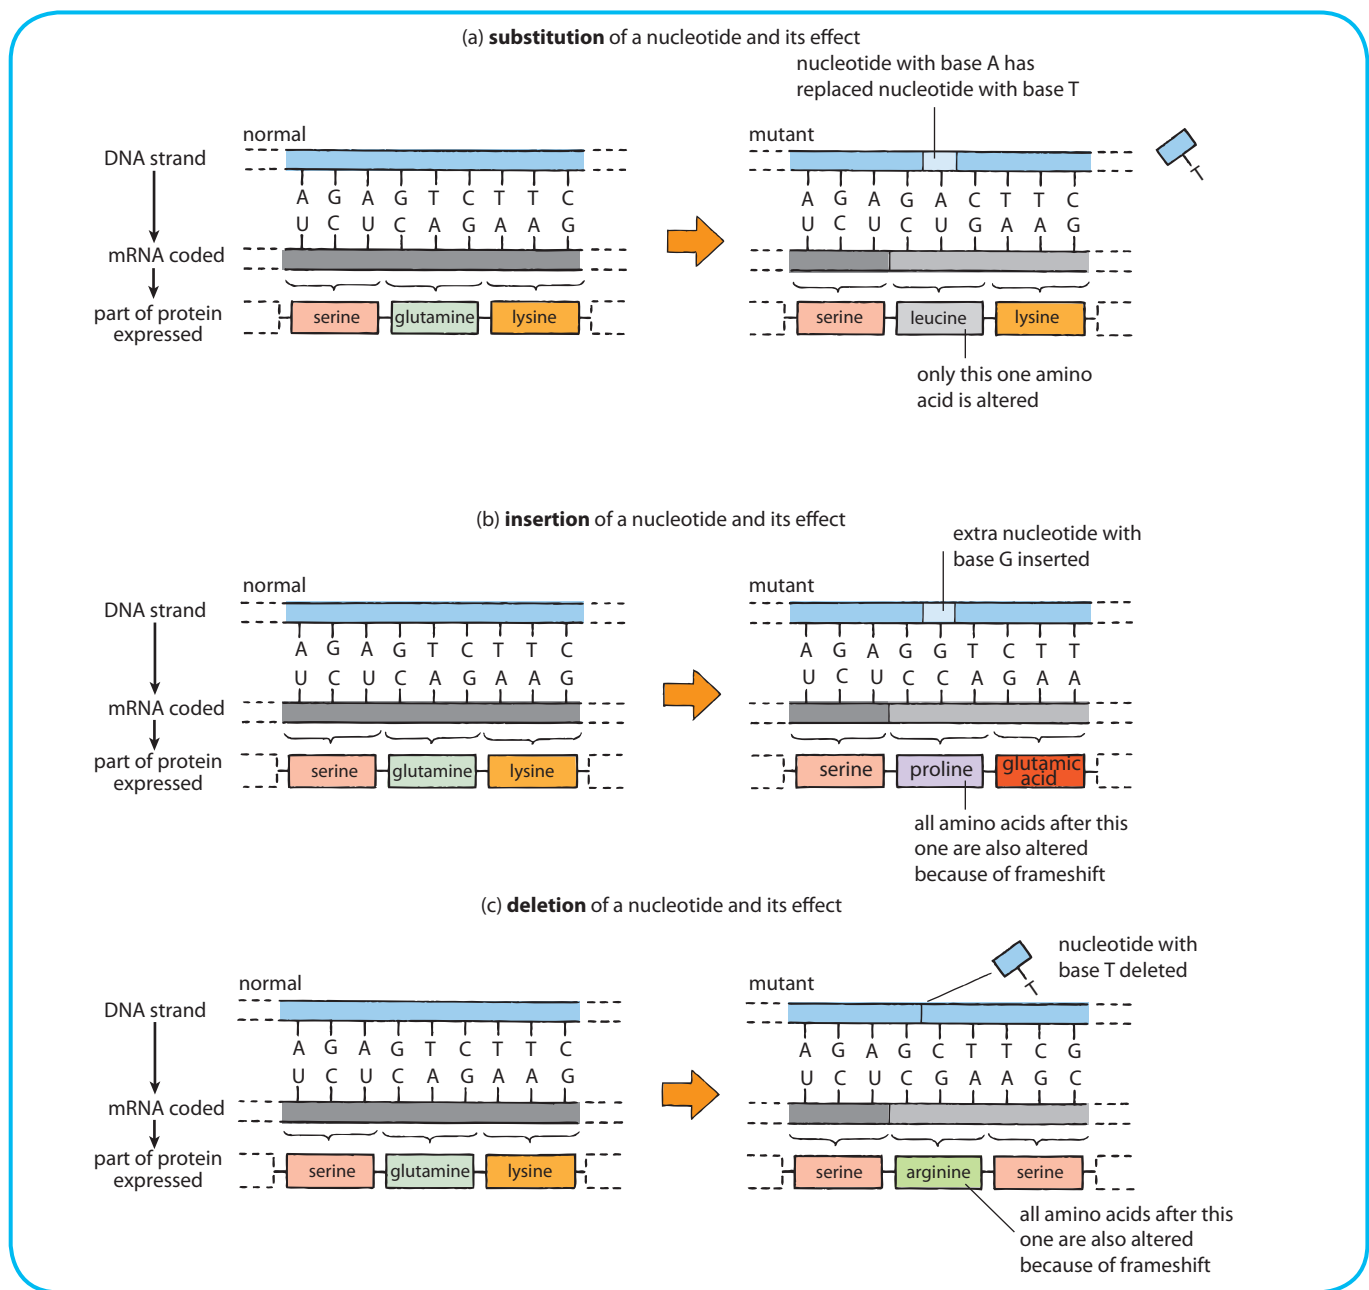 (a) substitution of a nucleotide and its effect
nucleotide with base A has
replaced nucleotide with base T
normal
mutant
DNA strand
T
A G A G T C T T C
A G A G A C T T C
U C U C A G A A G
U C U C U G A A G
mRNA coded
part of protein
expressed
serine glutamine lysine
serine leucine lysine
only this one amino
acid is altered
(b) insertion of a nucleotide and its effect
extra nucleotide with
base G inserted
normal
mutant
DNA strand
A G A G T C T T C
A G A G G T C T T
U C U C A G A A G
U C U C C A G A A
mRNA coded
part of protein
expressed
serine glutamine lysine
serine proline glutamic
acid
all amino acids after this
one are also altered
because of frameshift
(c) deletion of a nucleotide and its effect
nucleotide with
base T deleted
T
normal
mutant
DNA strand
A G A G T C T T C
A G A G C T T C G
U C U C A G A A G
U C U C G A A G C
mRNA coded
part of protein
expressed
serine glutamine lysine
serine arginine serine
all amino acids after this
one are also altered
because of frameshift